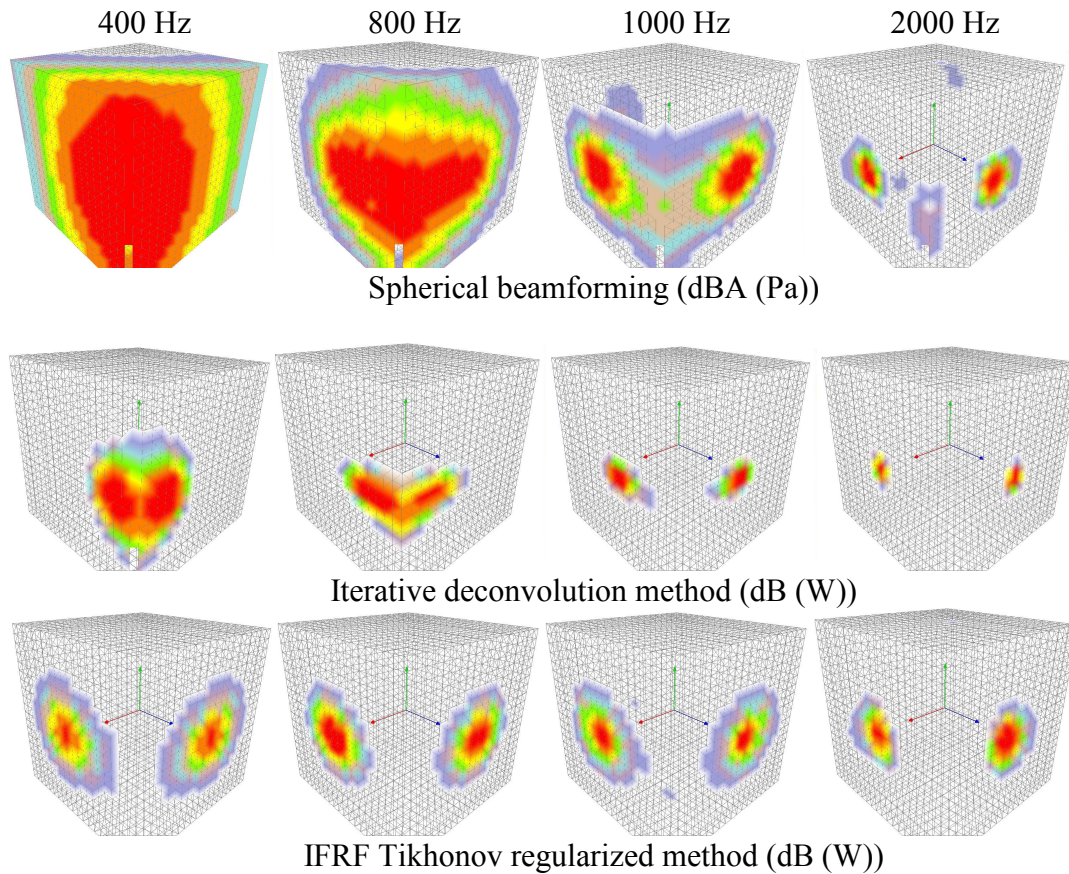 400 Hz 800 Hz 1000 Hz 2000 Hz
Spherical beamforming (dBA (Pa))
Iterative deconvolution method (dB (W))
IFRF Tikhonov regularized method (dB (W))